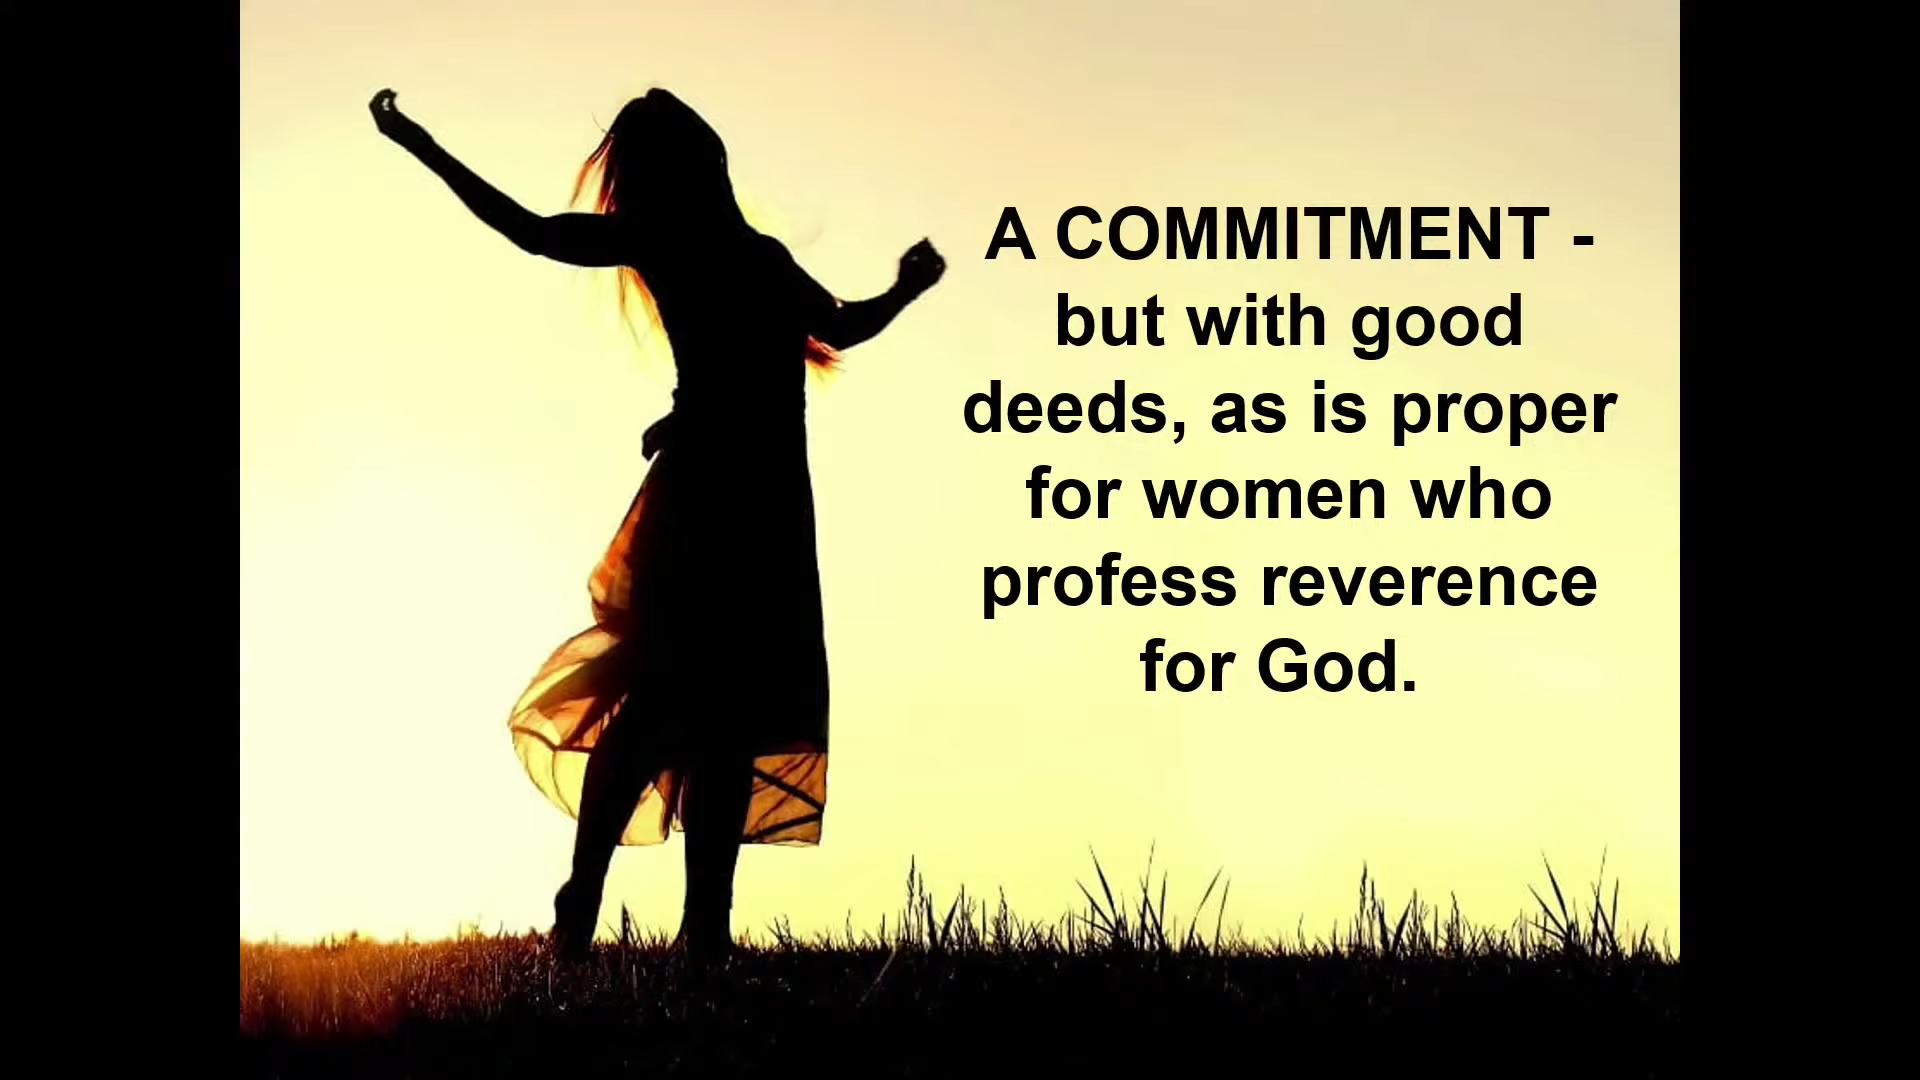 A COMMITMENT -
but with good
deeds, as is proper
for women who
profess reverence
for God.